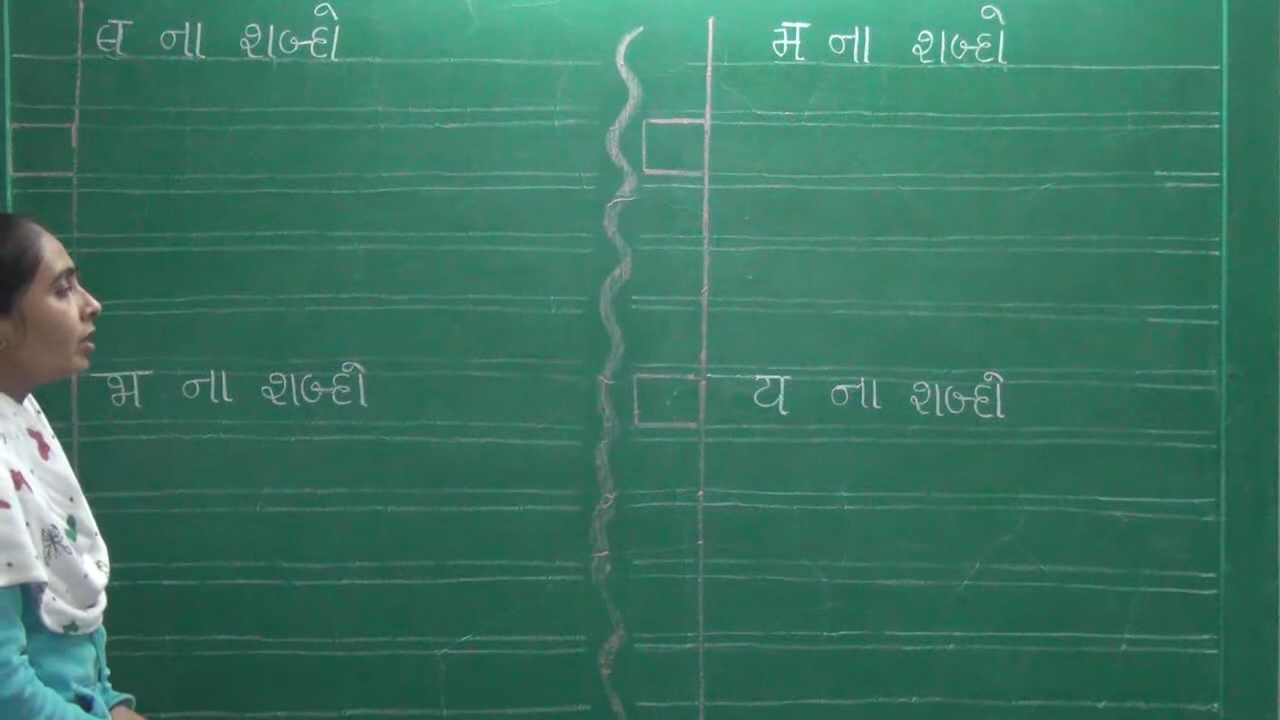 ब ના શબ્દો
भ ના શબ્દો
म ના શબ્દો
य ના શબ્દો